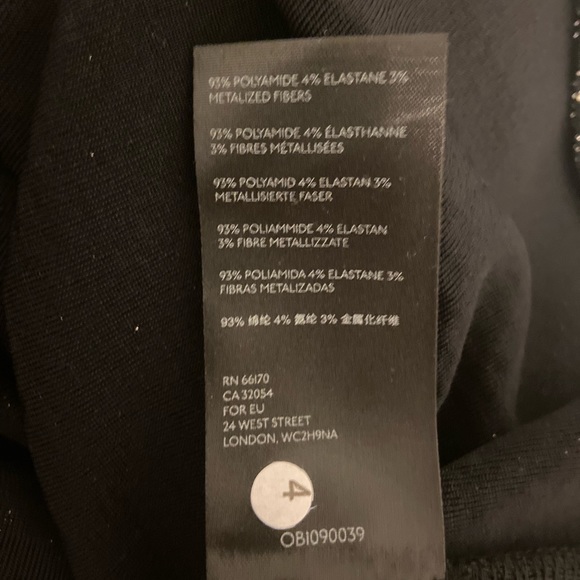 93% POLYAMIDE 4% ELASTANE 3%
METALIZED FIBERS
93% POLYAMIDE 4% ÉLASTHANNE
3% FIBRES MÉTALLISÉES
93% POLYAMID 4% ELASTAN 3%
METALLISIERTE FASER
93% POLIAMMIDE 4% ELASTAN
3% FIBRE METALLIZZATE
93% POLIAMIDA 4% ELASTANE 3%
FIBRAS METALIZADAS
93% 绵纶 4% 氨纶 3% 金属化纤维
RN 66170
CA 32054
FOR EU
24 WEST STREET
LONDON, WC2H9NA
4
OB1090039